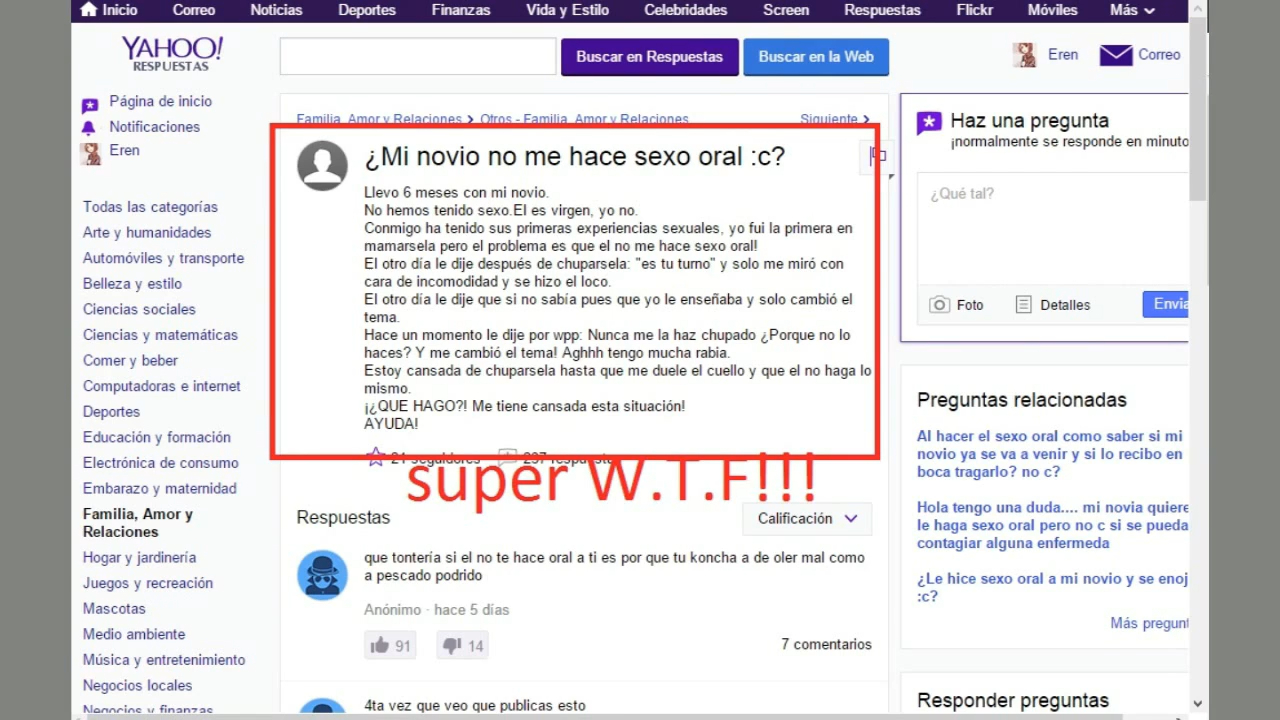 Inicio Correo Noticias Deportes Finanzas Vida y Estilo Celebridades Screen Respuestas Flickr Móviles Más
YAHOO!
RESPUESTAS
Buscar en Respuestas
Buscar en la Web
Eren
Correo
Página de inicio
Notificaciones
Eren
Todas las categorías
Arte y humanidades
Automóviles y transporte
Belleza y estilo
Ciencias sociales
Ciencias y matemáticas
Comer y beber
Computadoras e internet
Deportes
Educación y formación
Electrónica de consumo
Embarazo y maternidad
Familia, Amor y
Relaciones
Hogar y jardinería
Juegos y recreación
Mascotas
Medio ambiente
Música y entretenimiento
Negocios locales
Negocios y finanzas
Familia, Amor y Relaciones > Otros - Familia, Amor y Relaciones
Siguiente >
¿Mi novio no me hace sexo oral :c?
Llevo 6 meses con mi novio.
No hemos tenido sexo.El es virgen, yo no.
Conmigo ha tenido sus primeras experiencias sexuales, yo fui la primera en
mamarsela pero el problema es que el no me hace sexo oral!
El otro día le dije después de chuparsela: "es tu turno" y solo me miró con
cara de incomodidad y se hizo el loco.
El otro día le dije que si no sabía pues que yo le enseñaba y solo cambió el
tema.
Hace un momento le dije por wpp: Nunca me la haz chupado ¿Porque no lo
haces? Y me cambió el tema! Aghhh tengo mucha rabia.
Estoy cansada de chuparsela hasta que me duele el cuello y que el no haga lo
mismo.
¡¿QUE HAGO?! Me tiene cansada esta situación!
AYUDA!
21 seguidores
super W.T.F!!!
Respuestas
Calificación
que tontería si el no te hace oral a ti es por que tu koncha a de oler mal como
a pescado podrido
Anónimo · hace 5 días
91
14
7 comentarios
4ta vez que veo que publicas esto
Haz una pregunta
¡normalmente se responde en minuto
¿Qué tal?
Foto
Detalles
Envia
Preguntas relacionadas
Al hacer el sexo oral como saber si mi
novio ya se va a venir y si lo recibo en
boca tragarlo? no c?
Hola tengo una duda.... mi novia quiere
le haga sexo oral pero no c si se pueda
contagiar alguna enfermeda
¿Le hice sexo oral a mi novio y se enoj
:c?
Más pregunt
Responder preguntas